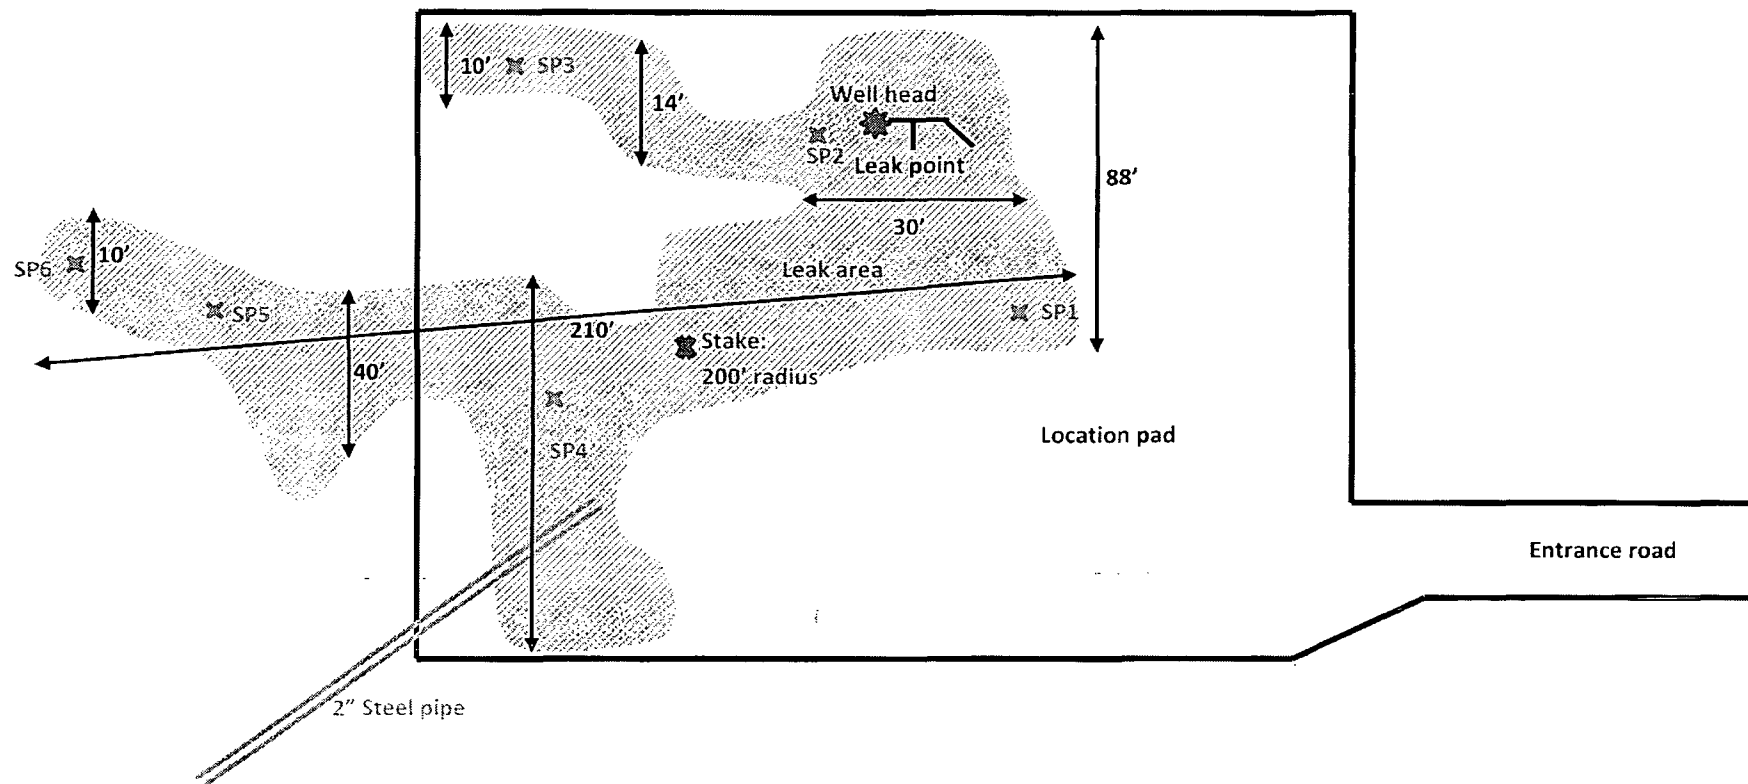 10’
SP3
14’
Well head
SP2
Leak point
88’
30’
SP6
10’
Leak area
SP5
SP1
210’
Stake:
200’ radius
40’
Location pad
SP4
Entrance road
2” Steel pipe